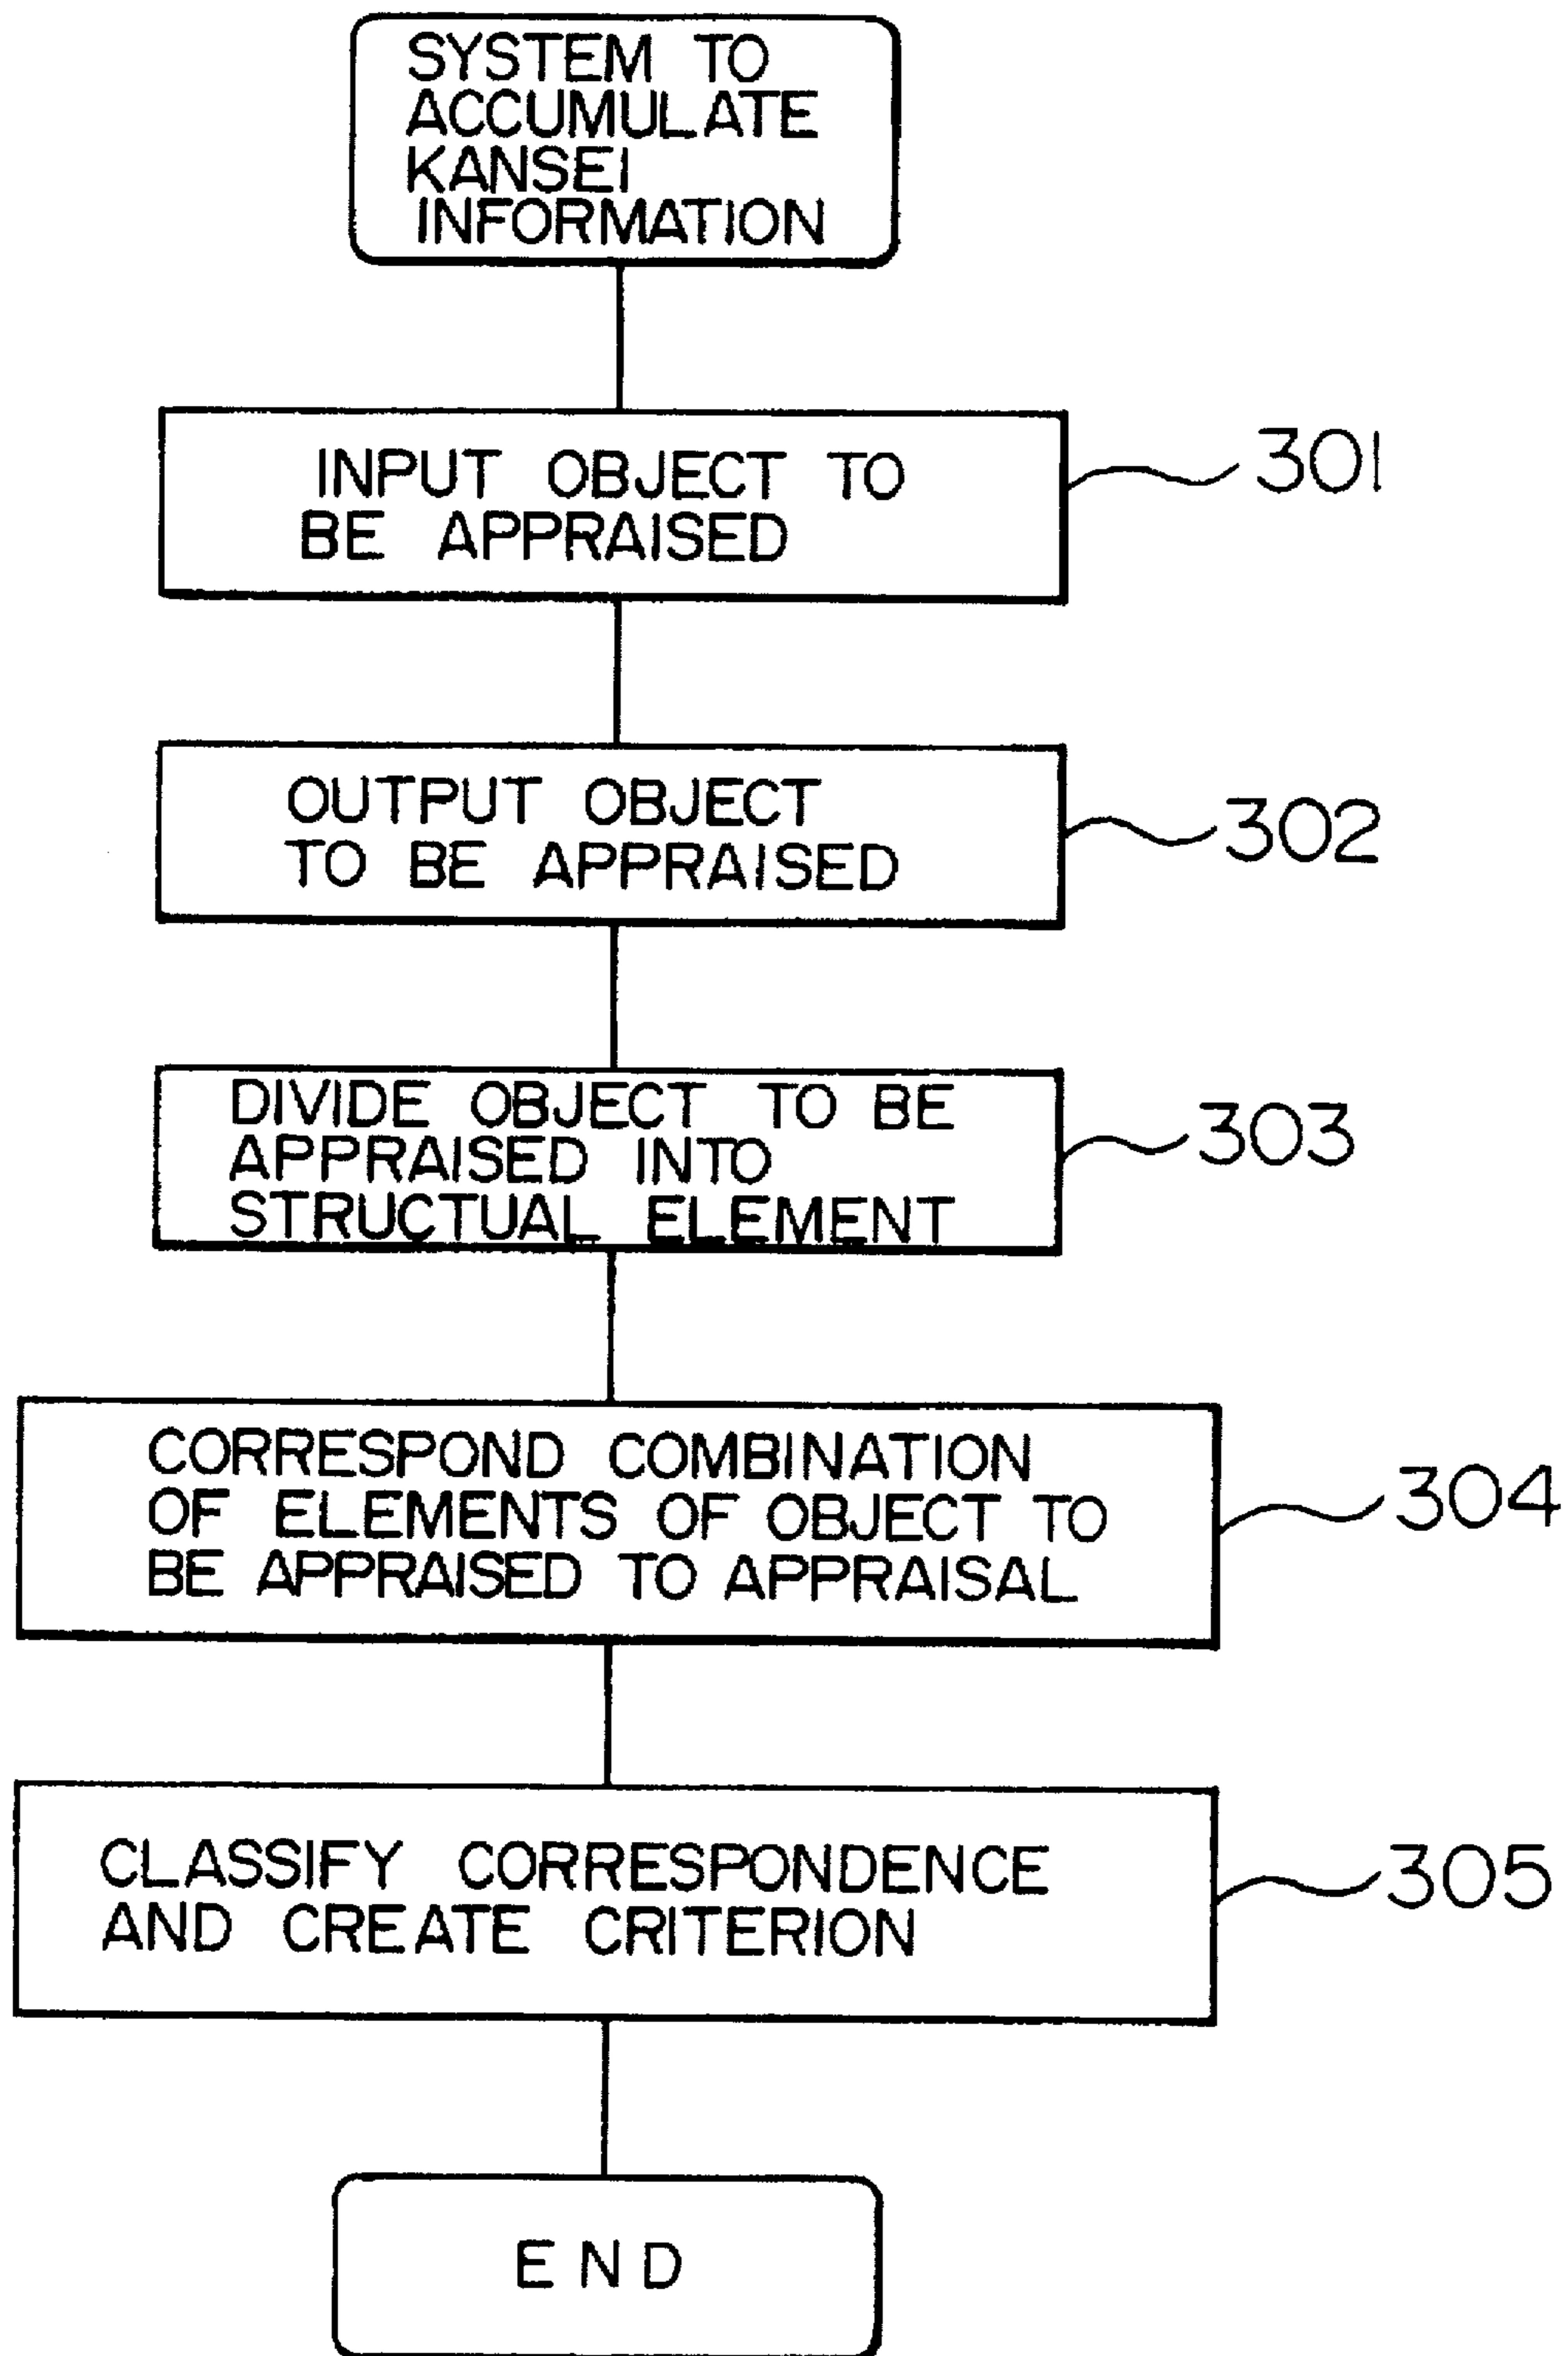 SYSTEM TO
ACCUMULATE
KANSEI
INFORMATION
INPUT OBJECT TO
BE APPRAISED
301
OUTPUT OBJECT
TO BE APPRAISED
302
DIVIDE OBJECT TO BE
APPRAISED INTO
STRUCTUAL ELEMENT
303
CORRESPOND COMBINATION
OF ELEMENTS OF OBJECT TO
BE APPRAISED TO APPRAISAL
304
CLASSIFY CORRESPONDENCE
AND CREATE CRITERION
305
END